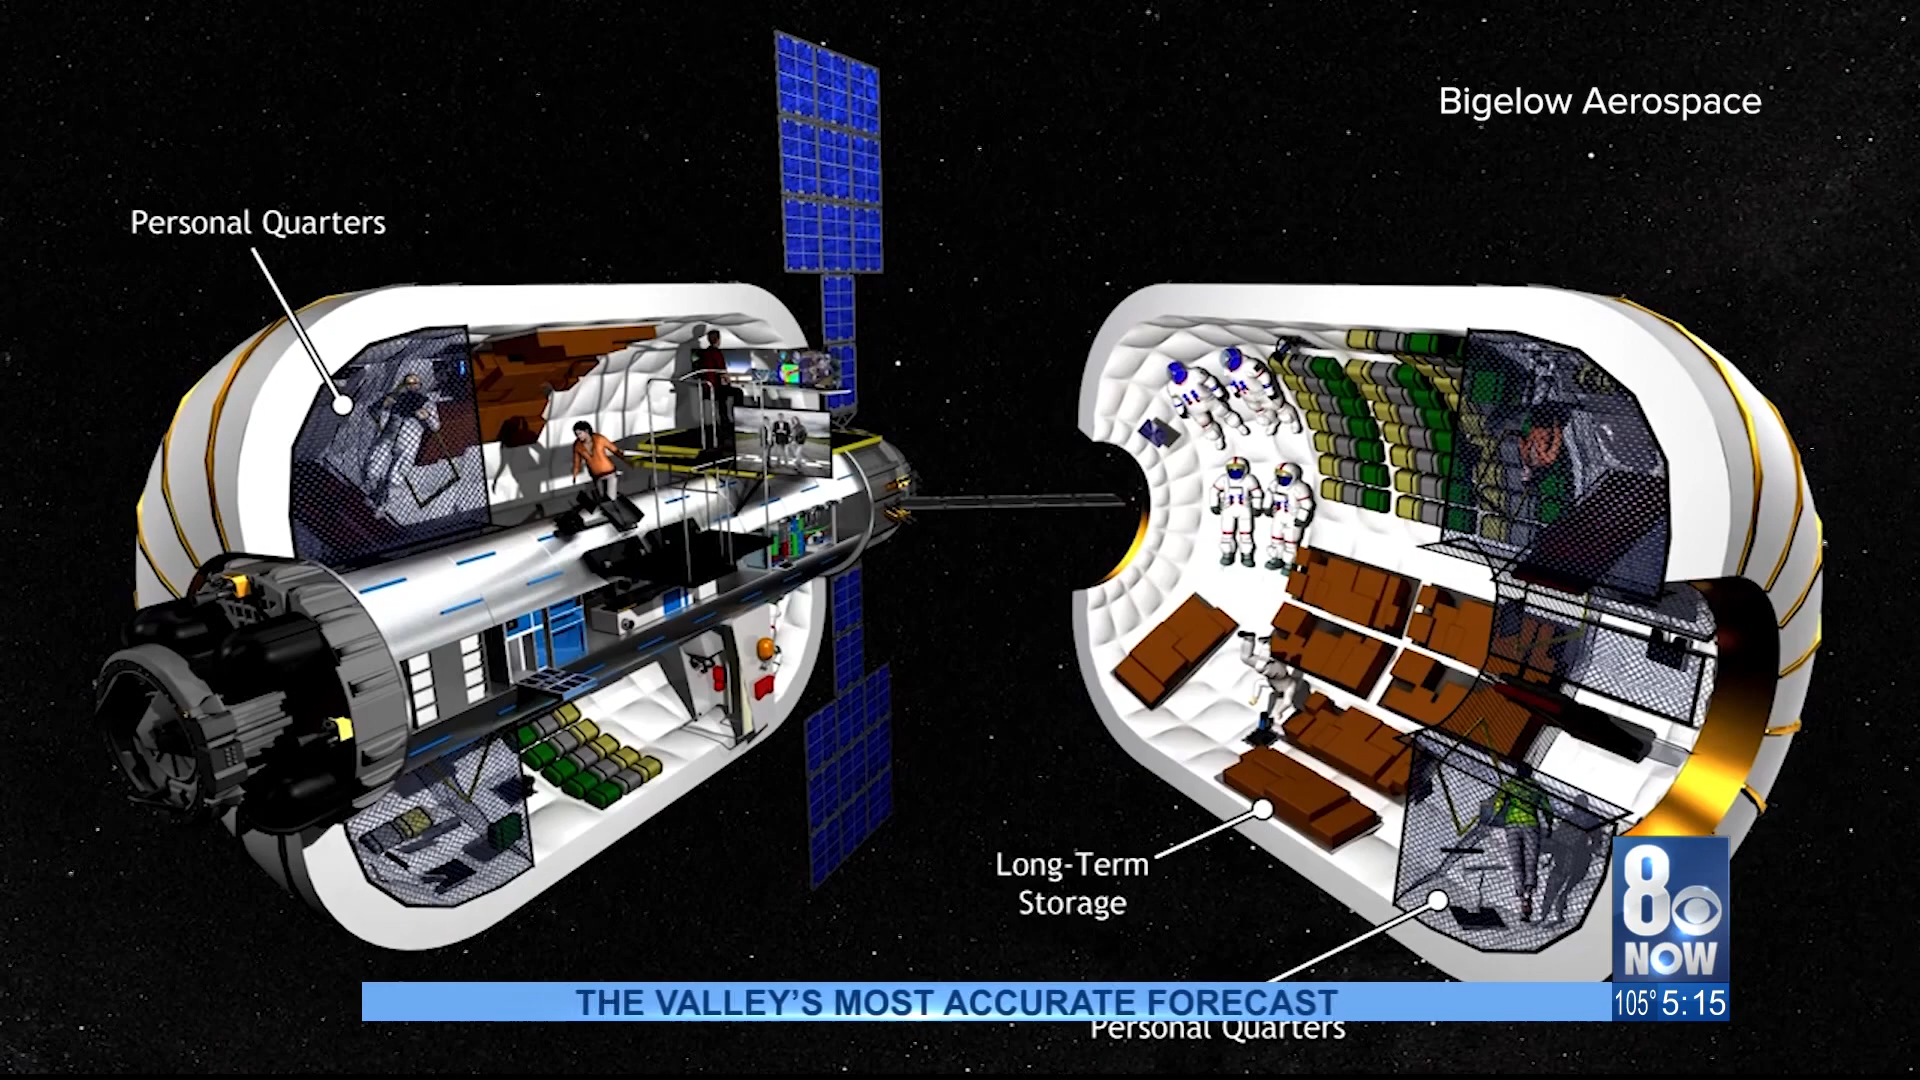 Bigelow Aerospace
Personal Quarters
Long-Term
Storage
8
NOW
THE VALLEY'S MOST ACCURATE FORECAST
105° 5:15
Personal Quarters